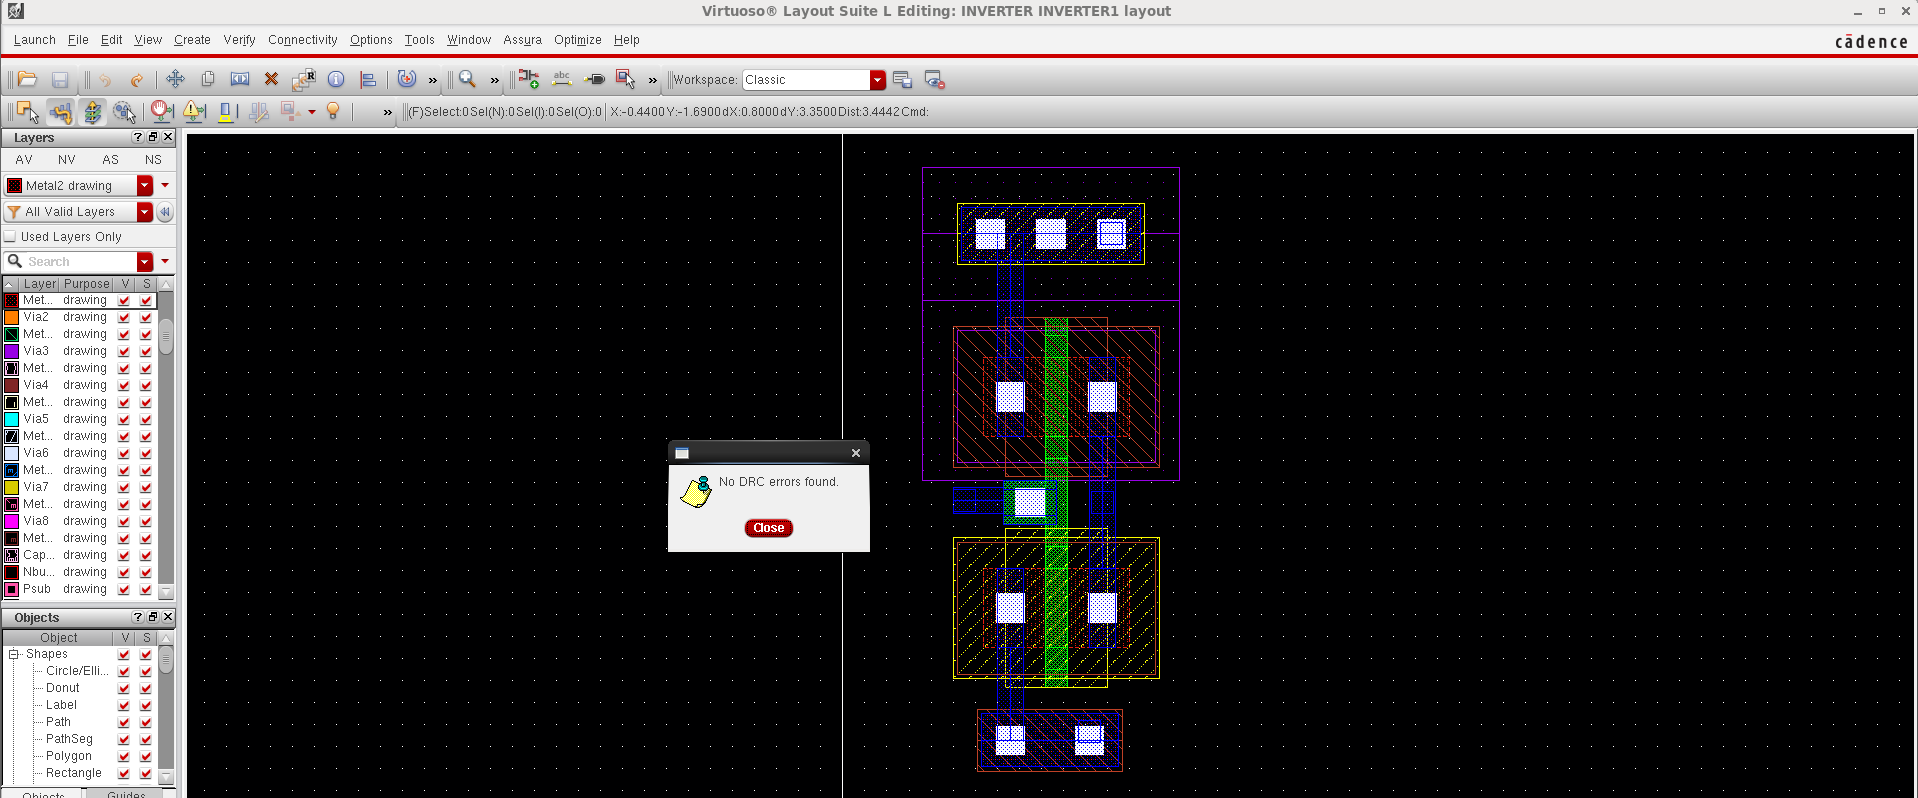 Virtuoso® Layout Suite L Editing: INVERTER INVERTER1 layout
Launch File Edit View Create Verify Connectivity Options Tools Window Assura Optimize Help
cādence
abc
R
Workspace: Classic
(F)Select:0 Sel(N):0 Sel(I):0 Sel(O):0 X:-0.4400 Y:-1.6900 dX:0.8000 dY:3.3500 Dist:3.4442 Cmd:
Layers
AV NV AS NS
Metal2 drawing
All Valid Layers
Used Layers Only
Search
Layer Purpose V S
Met... drawing
Via2 drawing
Met... drawing
Via3 drawing
Met... drawing
Via4 drawing
Met... drawing
Via5 drawing
Met... drawing
Via6 drawing
Met... drawing
Via7 drawing
Met... drawing
Via8 drawing
Met... drawing
Cap... drawing
Nbu... drawing
Psub drawing
Objects
Object V S
Shapes
Circle/Elli...
Donut
Label
Path
PathSeg
Polygon
Rectangle
Objects Guides
No DRC errors found.
Close